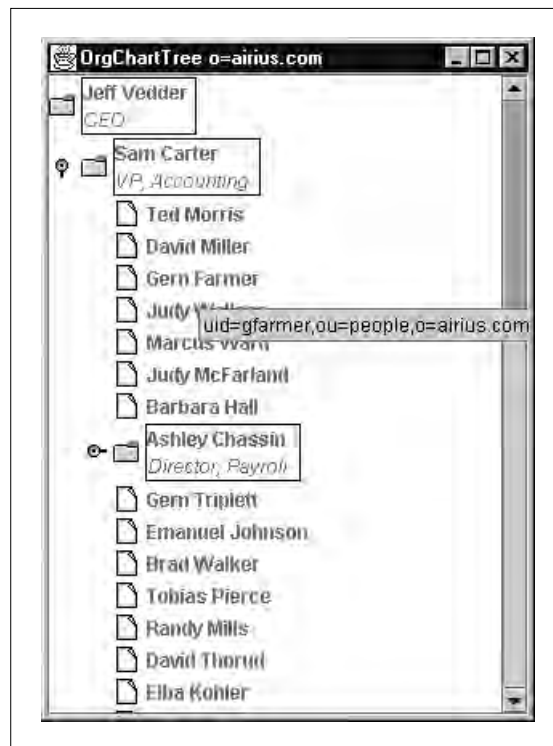 OrgChartTree o=airius.com
Jeff Vedder
CEO
Sam Carter
VP, Accounting
Ted Morris
David Miller
Gern Farmer
Judy
uid=gfarmer,ou=people,o=airius.com
Marcus Ward
Judy McFarland
Barbara Hall
Ashley Chassin
Director, Payroll
Gern Triplett
Emanuel Johnson
Brad Walker
Tobias Pierce
Randy Mills
David Thorud
Elba Kohler